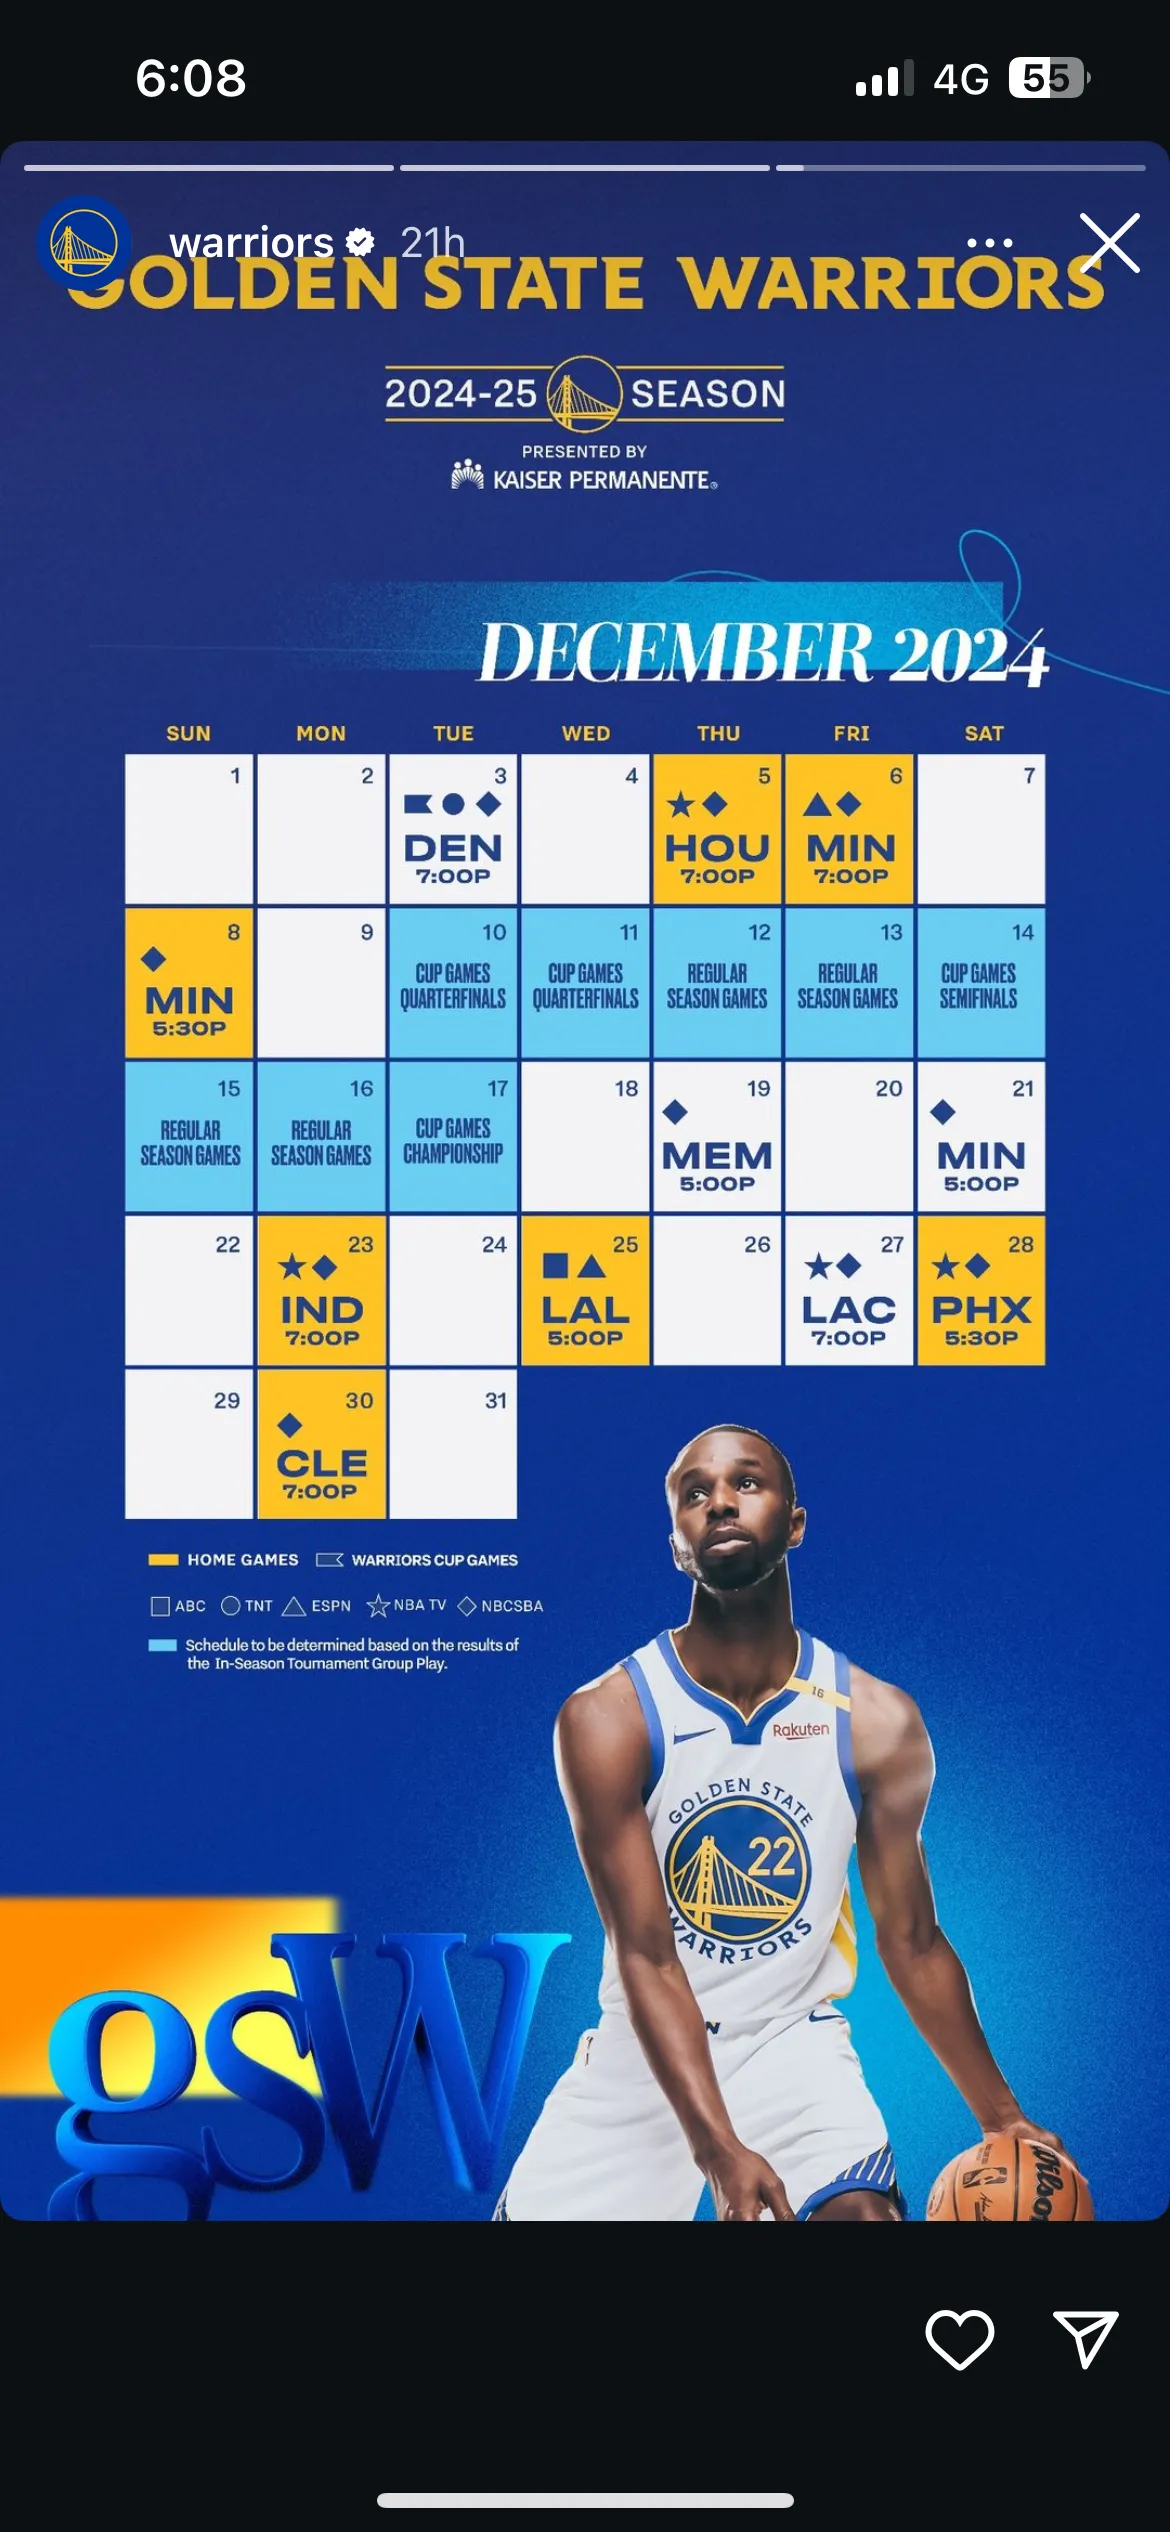 6:08
4G 55
warriors 21h
GOLDEN STATE WARRIORS
2024-25 SEASON
PRESENTED BY
KAISER PERMANENTE®
DECEMBER 2024
SUN MON TUE WED THU FRI SAT
1 2 3 4 5 6 7
DEN HOU MIN
7:00P 7:00P 7:00P
8 9 10 11 12 13 14
CUP GAMES CUP GAMES REGULAR REGULAR CUP GAMES
QUARTERFINALS QUARTERFINALS SEASON GAMES SEASON GAMES SEMIFINALS
MIN
5:30P
15 16 17 18 19 20 21
REGULAR REGULAR CUP GAMES
SEASON GAMES SEASON GAMES CHAMPIONSHIP
MEM MIN
5:00P 5:00P
22 23 24 25 26 27 28
IND LAL LAC PHX
7:00P 5:00P 7:00P 5:30P
29 30 31
CLE
7:00P
HOME GAMES WARRIORS CUP GAMES
ABC TNT ESPN NBA TV NBCSBA
Schedule to be determined based on the results of
the In-Season Tournament Group Play.
16
Rakuten
GOLDEN STATE
22
WARRIORS
gsW
Wilson